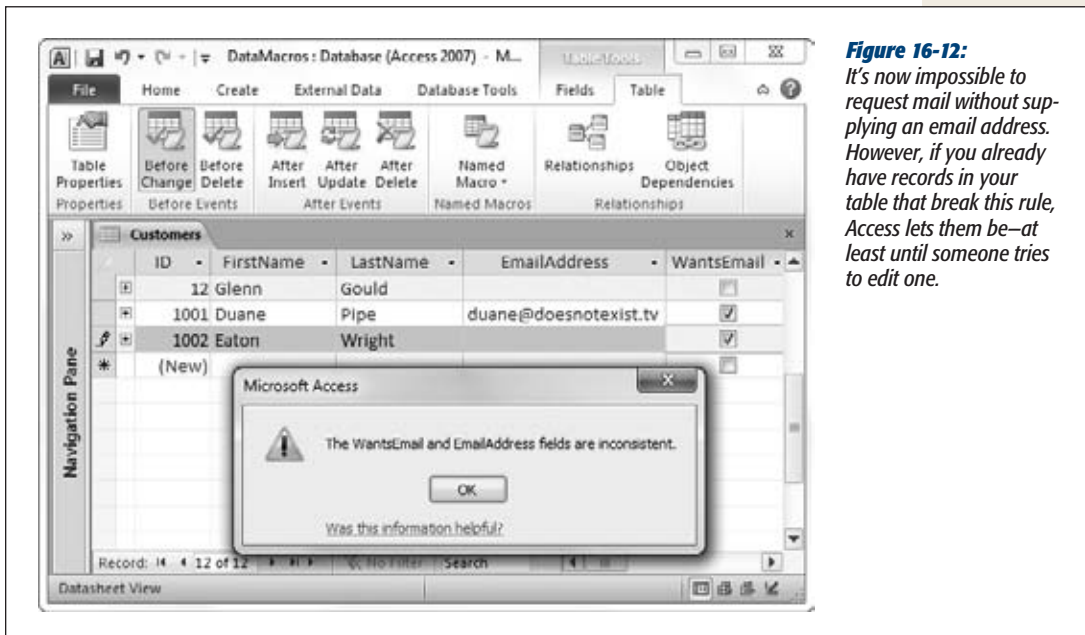 DataMacros : Database (Access 2007) - M...
Table Tools
File Home Create External Data Database Tools Fields Table
Table Properties
Before Change
Before Delete
After Insert
After Update
After Delete
Named Macro
Relationships
Object Dependencies
Properties Before Events After Events Named Macros Relationships
Navigation Pane
Customers
ID FirstName LastName EmailAddress WantsEmail
12 Glenn Gould
1001 Duane Pipe duane@doesnotexist.tv
1002 Eaton Wright
(New)
Microsoft Access
The WantsEmail and EmailAddress fields are inconsistent.
OK
Was this information helpful?
Record: 12 of 12 No Filter Search
Datasheet View
Figure 16-12:
It's now impossible to
request mail without sup-
plying an email address.
However, if you already
have records in your
table that break this rule,
Access lets them be—at
least until someone tries
to edit one.